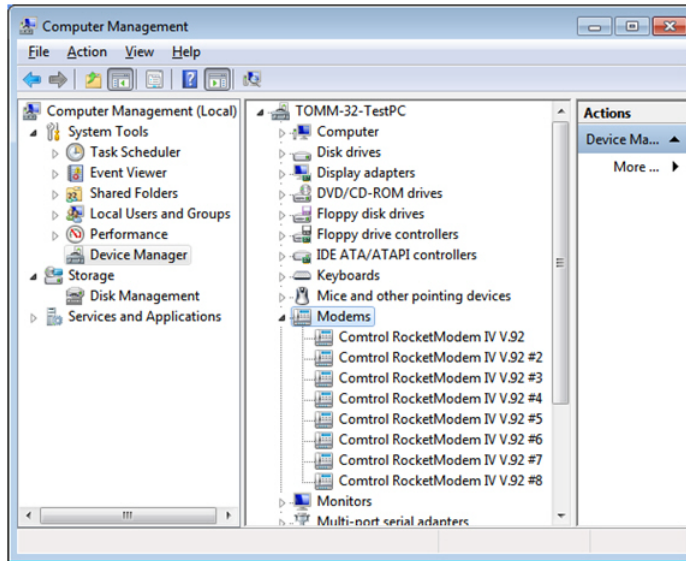 Computer Management
File Action View Help
Computer Management (Local)
System Tools
Task Scheduler
Event Viewer
Shared Folders
Local Users and Groups
Performance
Device Manager
Storage
Disk Management
Services and Applications
TOMM-32-TestPC
Computer
Disk drives
Display adapters
DVD/CD-ROM drives
Floppy disk drives
Floppy drive controllers
IDE ATA/ATAPI controllers
Keyboards
Mice and other pointing devices
Modems
Comtrol RocketModem IV V.92
Comtrol RocketModem IV V.92 #2
Comtrol RocketModem IV V.92 #3
Comtrol RocketModem IV V.92 #4
Comtrol RocketModem IV V.92 #5
Comtrol RocketModem IV V.92 #6
Comtrol RocketModem IV V.92 #7
Comtrol RocketModem IV V.92 #8
Monitors
Multi-port serial adapters
Actions
Device Ma...
More ...